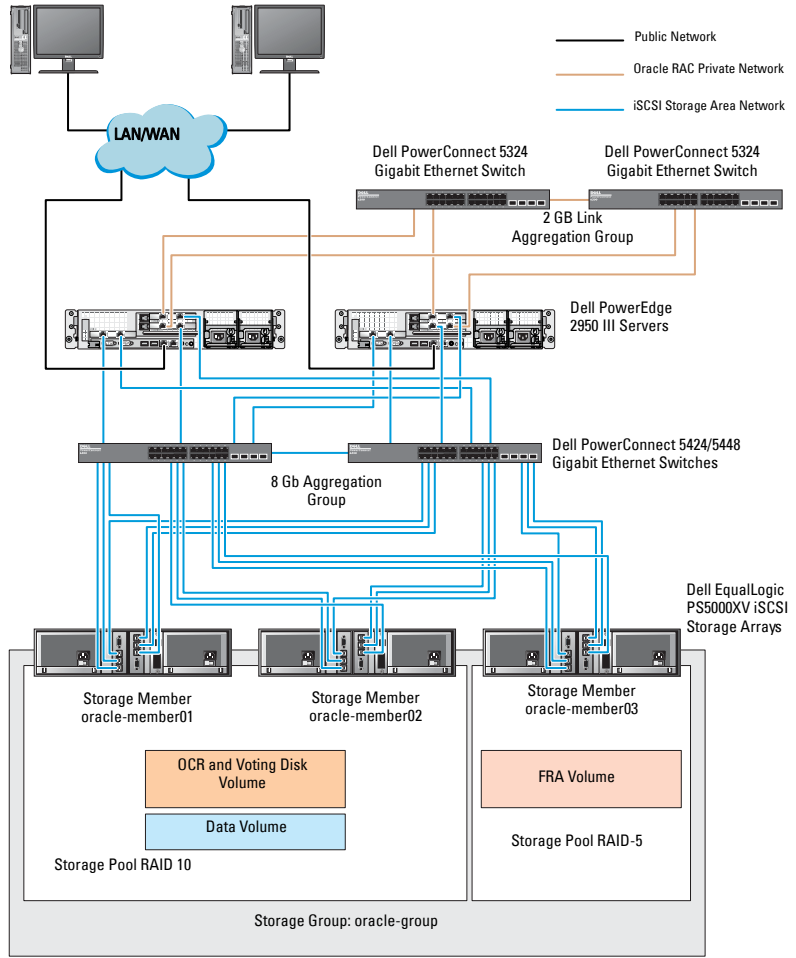 Public Network
Oracle RAC Private Network
iSCSI Storage Area Network
LAN/WAN
Dell PowerConnect 5324
Gigabit Ethernet Switch
Dell PowerConnect 5324
Gigabit Ethernet Switch
2 GB Link
Aggregation Group
Dell PowerEdge
2950 III Servers
Dell PowerConnect 5424/5448
Gigabit Ethernet Switches
8 Gb Aggregation
Group
Dell EqualLogic
PS5000XV iSCSI
Storage Arrays
Storage Member
oracle-member01
Storage Member
oracle-member02
Storage Member
oracle-member03
OCR and Voting Disk
Volume
Data Volume
FRA Volume
Storage Pool RAID 10
Storage Pool RAID-5
Storage Group: oracle-group